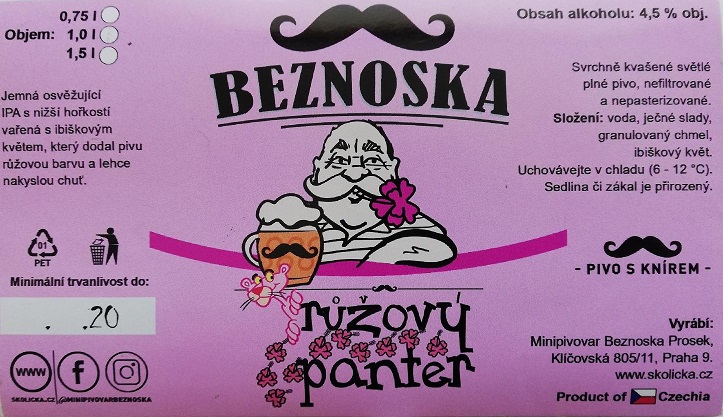 0,75 l
Objem: 1,0 l
1,5 l
Jemná osvěžující
IPA s nižší hořkostí
vařená s ibiškovým
květem, který dodal pivu
růžovou barvu a lehce
nakyslou chuť.
01
PET
Minimální trvanlivost do:
. .20
www
SKOLICKA.CZ
@MINIPIVOVARBEZNOSKA
BEZNOSKA
růžový
panter
Obsah alkoholu: 4,5 % obj.
Svrchně kvašené světlé
plné pivo, nefiltrované
a nepasterizované.
Složení: voda, ječné slady,
granulovaný chmel,
ibiškový květ.
Uchovávejte v chladu (6 - 12 °C).
Sedlina či zákal je přirozený.
- PIVO S KNÍREM -
Vyrábí:
Minipivovar Beznoska Prosek,
Klíčovská 805/11, Praha 9.
www.skolicka.cz
Product of Czechia